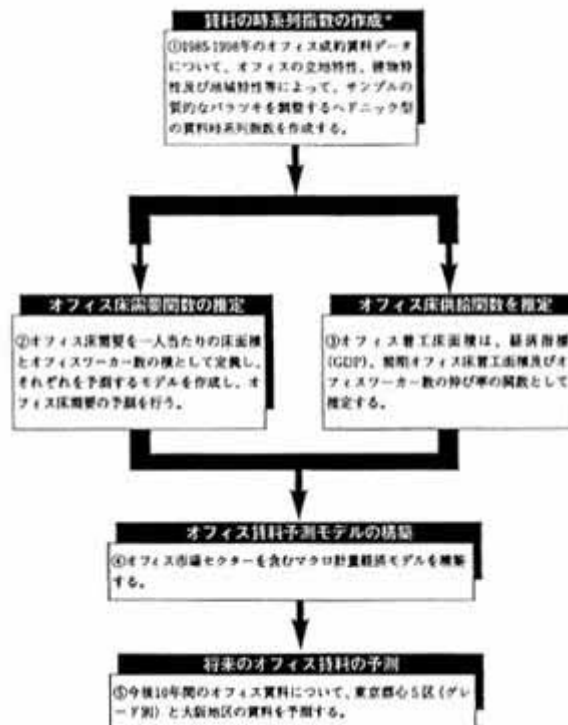 賃料の時系列指数の作成*
①1985-1998年のオフィス成約賃料データ
について、オフィスの立地特性、建物特
性及び地域特性等によって、サンプルの
質的なバラツキを調整するヘドニック型
の賃料時系列指数を作成する。
オフィス床需要関数の推定
②オフィス床需要を一人当たりの床面積
とオフィスワーカー数の積として定義し、
それぞれを予測するモデルを作成し、オ
フィス床需要の予測を行う。
オフィス床供給関数を推定
③オフィス着工床面積は、経済指標
(GDP)、前期オフィス床着工面積及びオ
フィスワーカー数の伸び率の関数として
推定する。
オフィス賃料予測モデルの構築
④オフィス市場セクターを含むマクロ計量経済モデルを構築
する。
将来のオフィス賃料の予測
⑤今後10年間のオフィス賃料について、東京都心5区(グレ
ード別)と大阪地区の賃料を予測する。